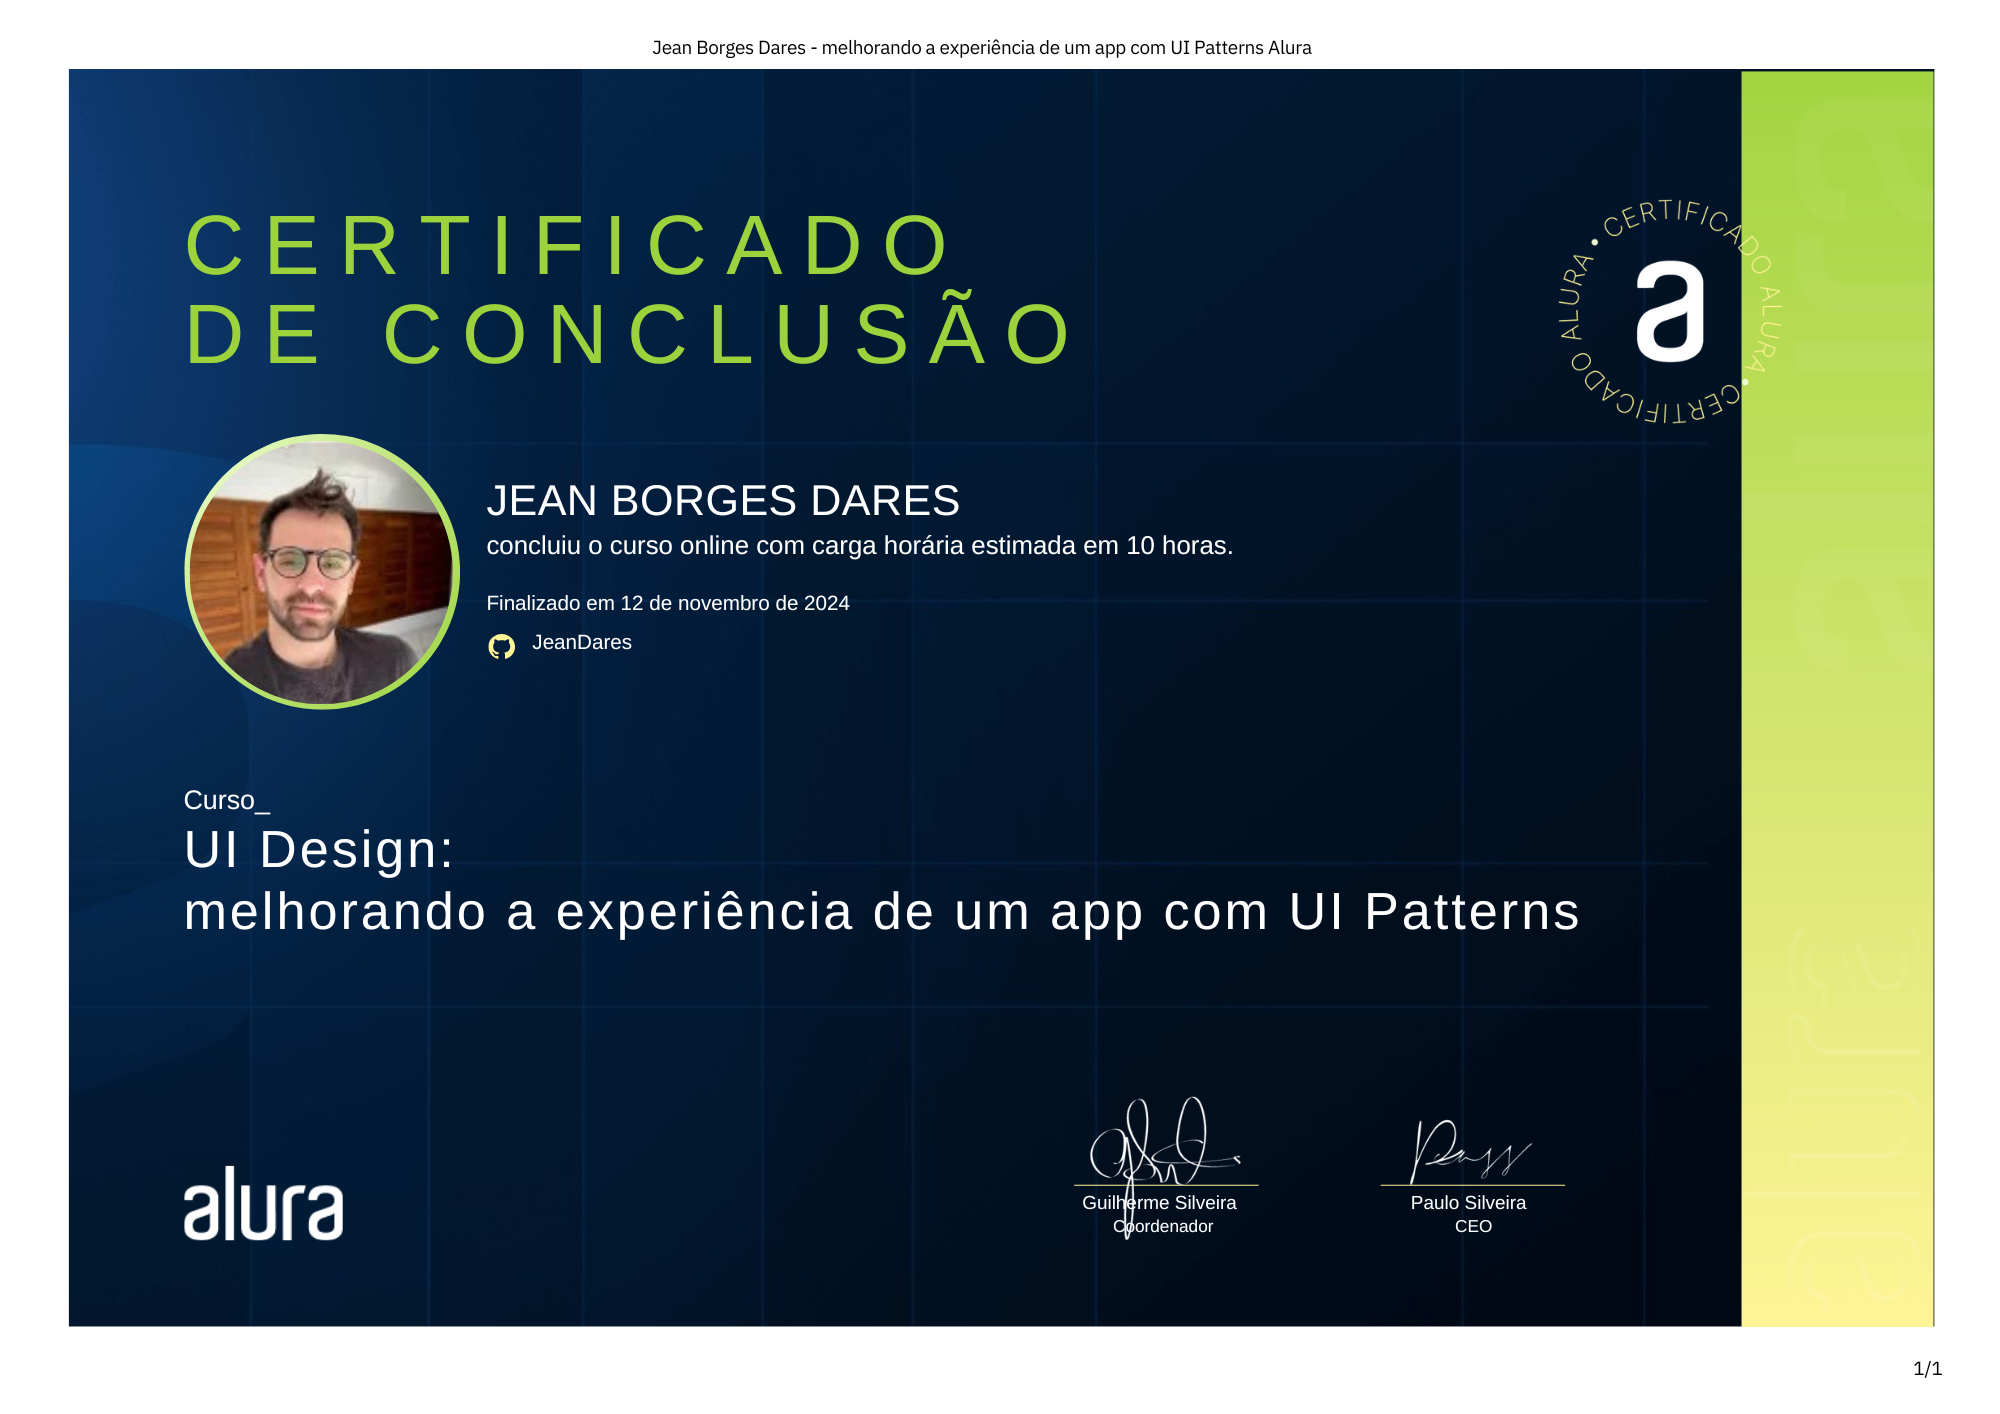 Jean Borges Dares - melhorando a experiência de um app com UI Patterns Alura
CERTIFICADO
DE CONCLUSÃO
• CERTIFICADO ALURA • CERTIFICADO ALURA
a
JEAN BORGES DARES
concluiu o curso online com carga horária estimada em 10 horas.
Finalizado em 12 de novembro de 2024
JeanDares
Curso_
UI Design:
melhorando a experiência de um app com UI Patterns
alura
Guilherme Silveira
Coordenador
Paulo Silveira
CEO
alura
alura
1/1